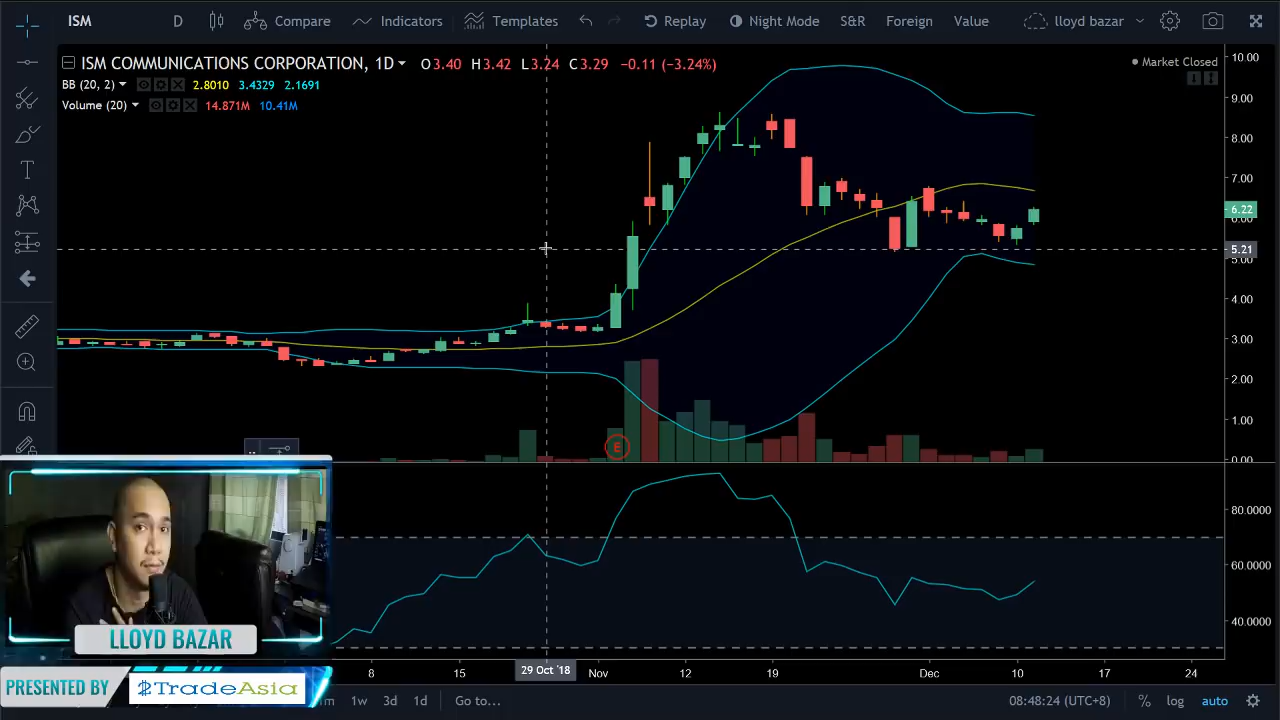 ISM D Compare Indicators Templates Replay Night Mode S&R Foreign Value lloyd bazar
ISM COMMUNICATIONS CORPORATION, 1D O3.40 H3.42 L3.24 C3.29 −0.11 (−3.24%)
Market Closed
BB (20, 2) 2.8010 3.4329 2.1691
Volume (20) 14.871M 10.41M
10.00
9.00
8.00
7.00
6.22
6.00
5.21
5.00
4.00
3.00
2.00
1.00
0.00
E
80.0000
60.0000
40.0000
LLOYD BAZAR
8 15 29 Oct '18 Nov 12 19 Dec 10 17 24
PRESENTED BY $TradeAsia
1m 1w 3d 1d Go to... 08:48:24 (UTC+8) % log auto